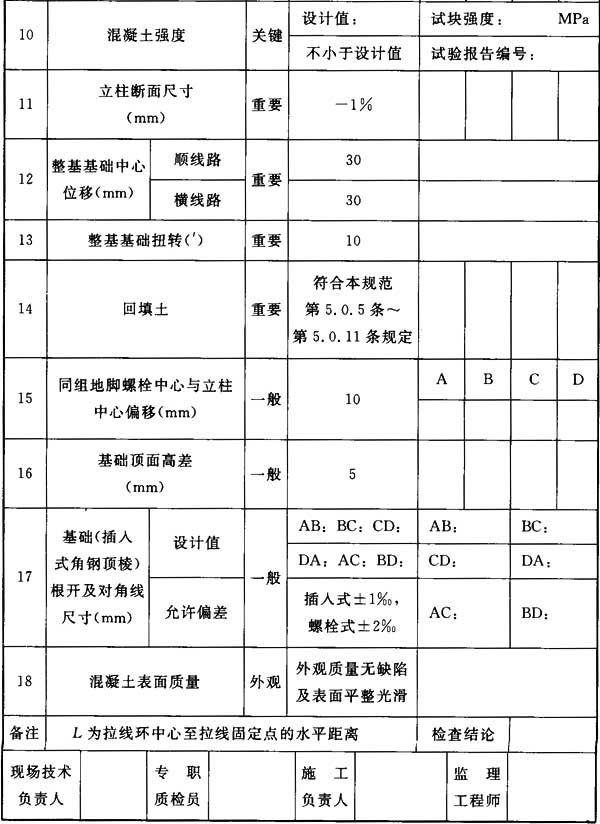 10 混凝土强度 关键 设计值： 试块强度： MPa
不小于设计值 试验报告编号：
11 立柱断面尺寸
(mm) 重要 －1%
12 整基基础中心
位移(mm) 顺线路 重要 30
横线路 30
13 整基基础扭转(′) 重要 10
14 回填土 重要 符合本规范
第 5.0.5 条～
第 5.0.11 条规定
15 同组地脚螺栓中心与立柱
中心偏移(mm) 一般 10 A B C D
16 基础顶面高差
(mm) 一般 5
17 基础(插入
式角钢顶棱)
根开及对角线
尺寸(mm) 设计值 一般 AB：BC：CD： AB： BC：
DA：AC：BD： CD： DA：
允许偏差 插入式±1‰，
螺栓式±2‰ AC： BD：
18 混凝土表面质量 外观 外观质量无缺陷
及表面平整光滑
备注 L 为拉线环中心至拉线固定点的水平距离 检查结论
现场技术
负责人 专 职
质检员 施 工
负责人 监 理
工程师